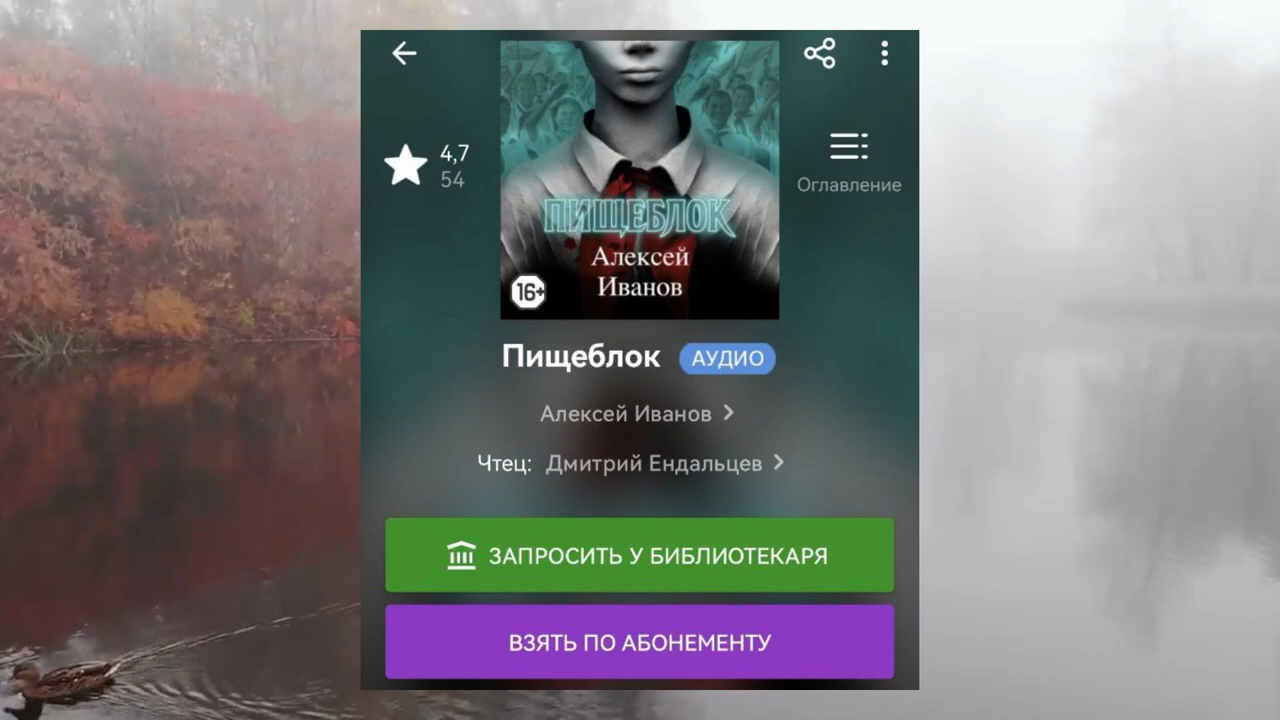 4,7
54
Оглавление
ПИЩЕБЛОК
Алексей
Иванов
16+
Пищеблок АУДИО
Алексей Иванов
Чтец: Дмитрий Ендальцев
ЗАПРОСИТЬ У БИБЛИОТЕКАРЯ
ВЗЯТЬ ПО АБОНЕМЕНТУ